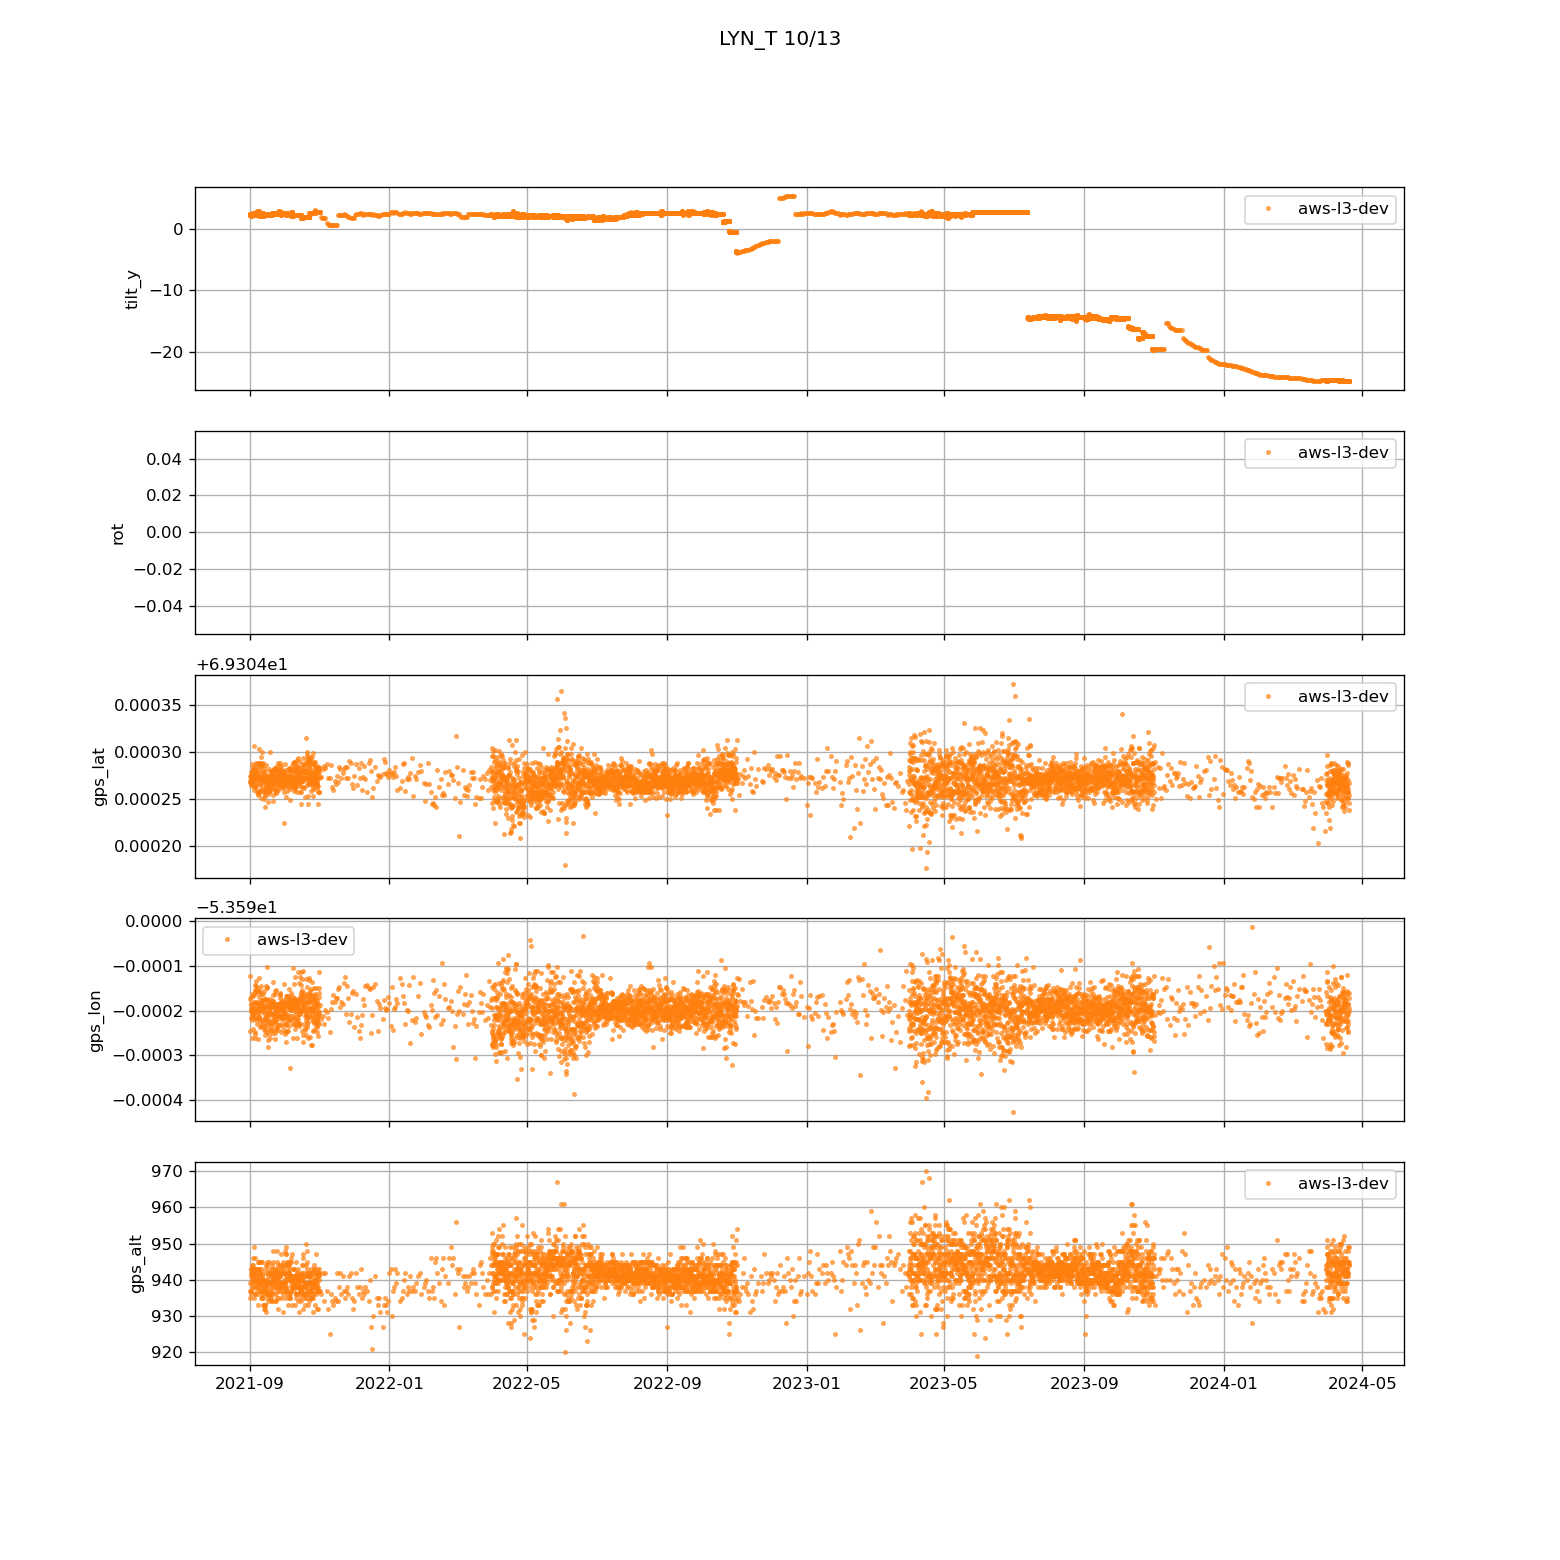 LYN_T 10/13
aws-l3-dev
0
−10
−20
tilt_y
aws-l3-dev
0.04
0.02
0.00
−0.02
−0.04
rot
+6.9304e1
aws-l3-dev
0.00035
0.00030
0.00025
0.00020
gps_lat
−5.359e1
aws-l3-dev
0.0000
−0.0001
−0.0002
−0.0003
−0.0004
gps_lon
aws-l3-dev
970
960
950
940
930
920
gps_alt
2021-09 2022-01 2022-05 2022-09 2023-01 2023-05 2023-09 2024-01 2024-05